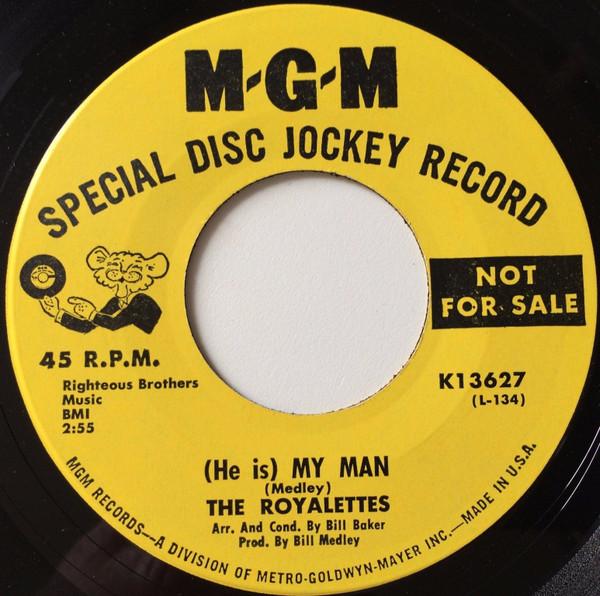 M-G-M
SPECIAL DISC JOCKEY RECORD
NOT
FOR SALE
45 R.P.M.
Righteous Brothers
Music
BMI
2:55
K13627
(L-134)
(He is) MY MAN
(Medley)
THE ROYALETTES
Arr. And Cond. By Bill Baker
Prod. By Bill Medley
MGM RECORDS—A DIVISION OF METRO-GOLDWYN-MAYER INC.—MADE IN U.S.A.